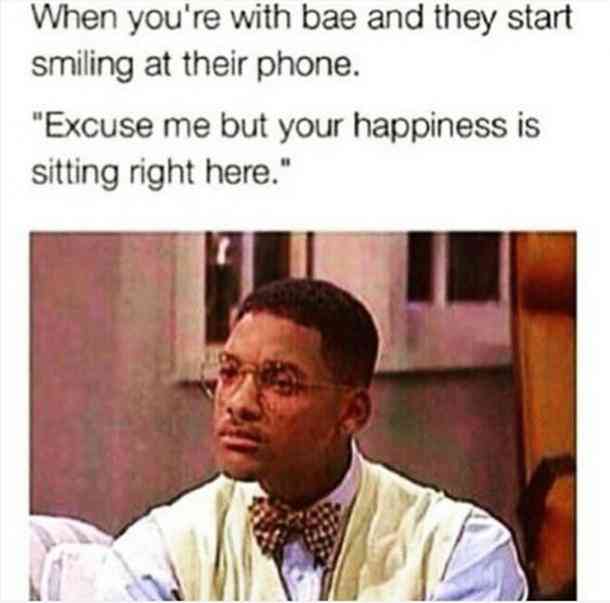 When you're with bae and they start
smiling at their phone.
"Excuse me but your happiness is
sitting right here."